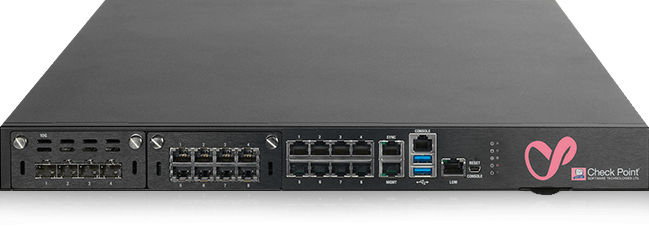 10G
1 2 3 4
1 2 3 4
5 6 7 8
1 2 3 4
5 6 7 8
SYNC
MGMT
CONSOLE
LOM
RESET
CONSOLE
Check Point
SOFTWARE TECHNOLOGIES LTD.